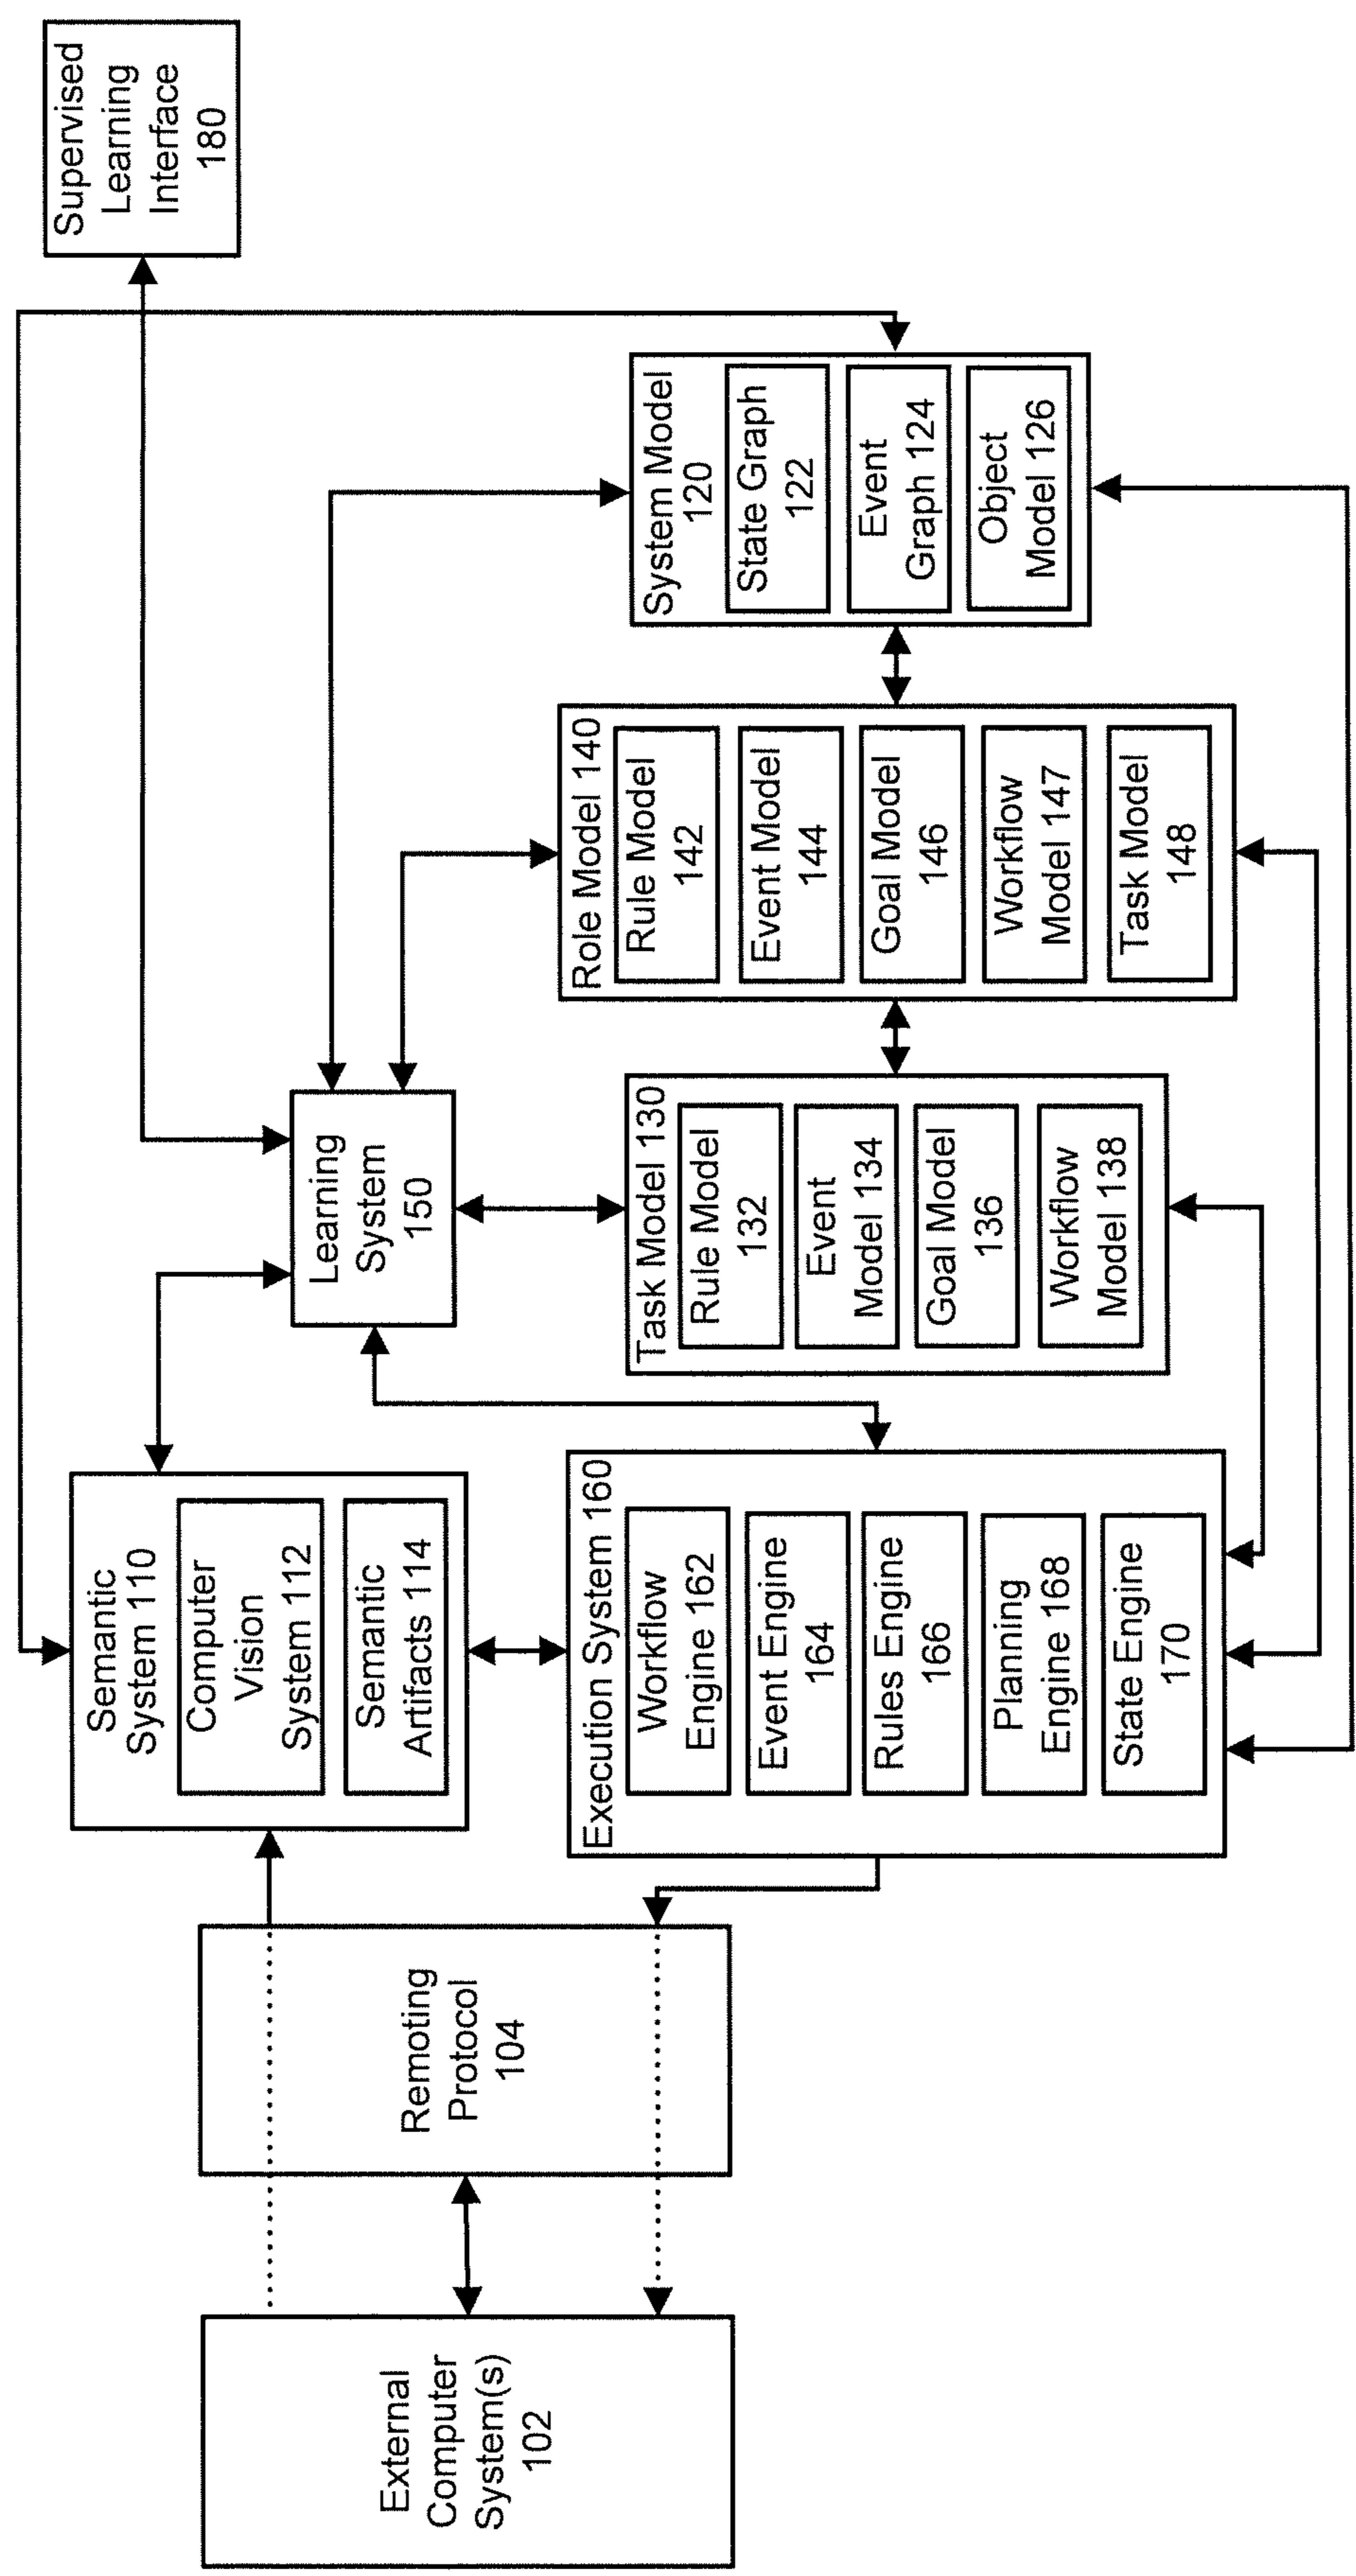 External
Computer
System(s)
102
Remoting
Protocol
104
Semantic
System 110
Computer
Vision
System 112
Semantic
Artifacts 114
Execution System 160
Workflow
Engine 162
Event Engine
164
Rules Engine
166
Planning
Engine 168
State Engine
170
Learning
System
150
Task Model 130
Rule Model
132
Event
Model 134
Goal Model
136
Workflow
Model 138
Role Model 140
Rule Model
142
Event Model
144
Goal Model
146
Workflow
Model 147
Task Model
148
System Model
120
State Graph
122
Event
Graph 124
Object
Model 126
Supervised
Learning
Interface
180